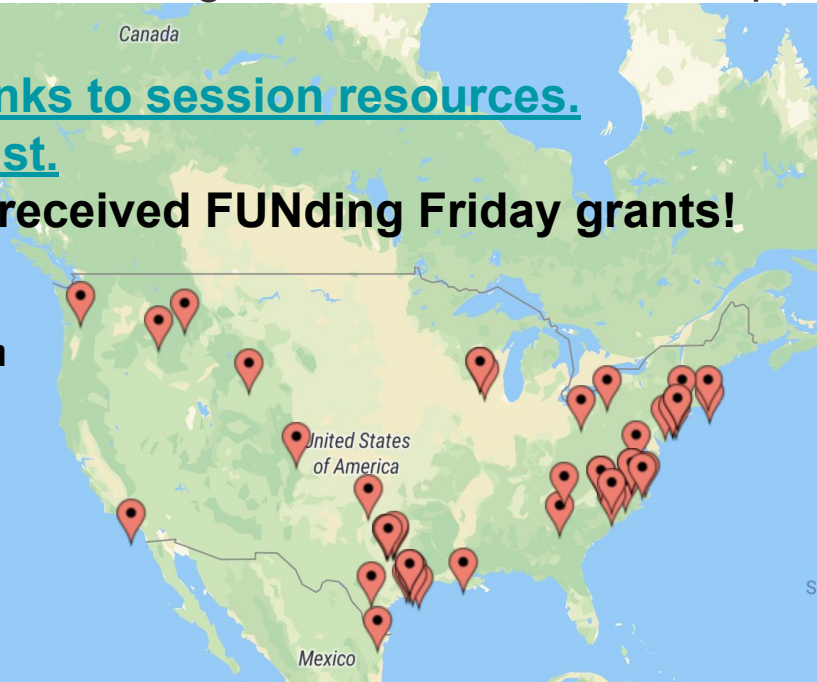 Canada
nks to session resources.
st.
received FUNding Friday grants!
United States
of America
Mexico